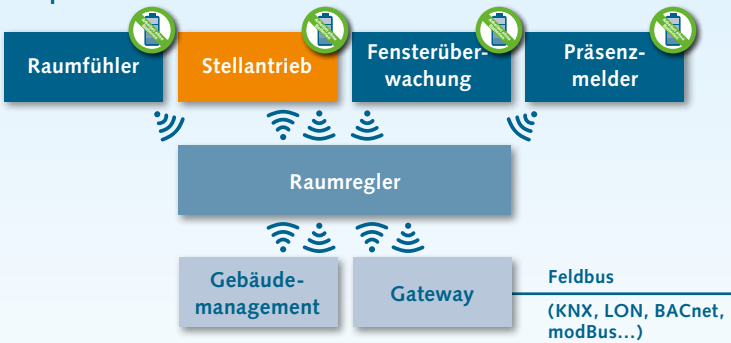 Raumfühler
Stellantrieb
Fensterüber-
wachung
Präsenz-
melder
Raumregler
Gebäude-
management
Gateway
Feldbus
(KNX, LON, BACnet,
modBus...)